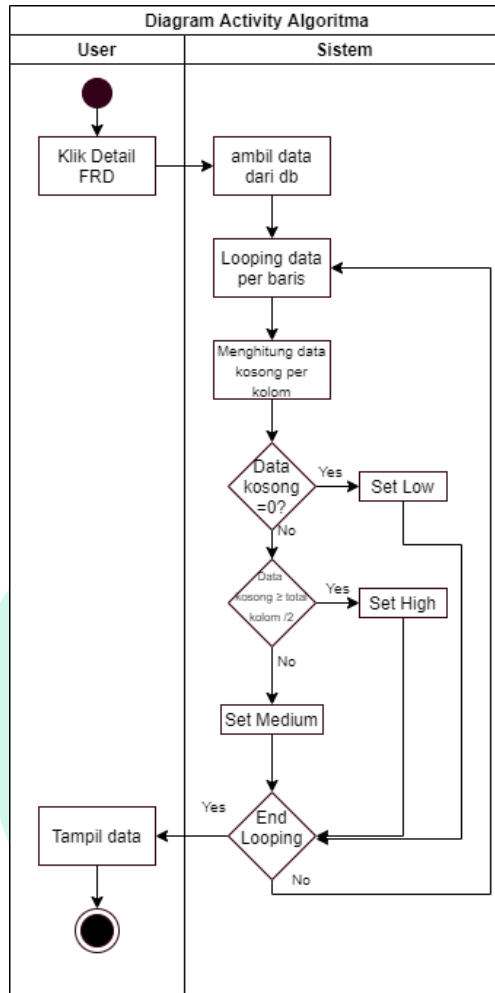 Diagram Activity Algoritma
User
Sistem
Klik Detail
FRD
ambil data
dari db
Looping data
per baris
Menghitung data
kosong per
kolom
Data
kosong
=0?
Yes
Set Low
No
Data
kosong ≥ total
kolom /2
Yes
Set High
No
Set Medium
End
Looping
Yes
Tampil data
No